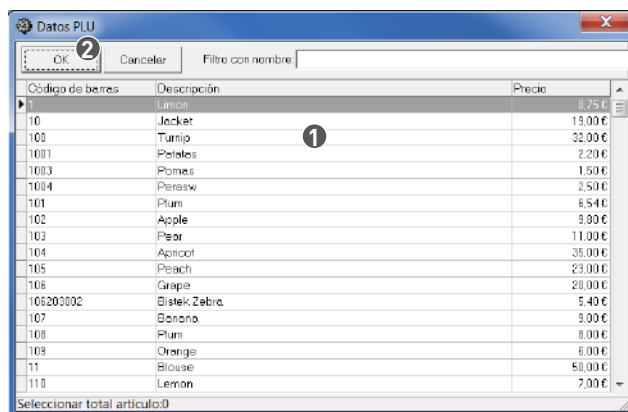 Datos PLU
OK 2 Cancelar Filtro con nombre
Código de barras Descripción Precio
1 Limon 0,75 €
10 Jacket 19,00 €
100 Turnip 1 32,00 €
1001 Patatas 2,20 €
1003 Pomas 1,50 €
1004 Perasw 2,50 €
101 Plum 6,54 €
102 Apple 9,80 €
103 Pear 11,00 €
104 Apricot 35,00 €
105 Peach 23,00 €
106 Grape 20,00 €
106203002 Bistek Zebra 5,40 €
107 Banana 9,00 €
108 Plum 8,00 €
109 Orange 6,00 €
11 Blouse 50,00 €
110 Lemon 7,00 €
Seleccionar total artículo:0